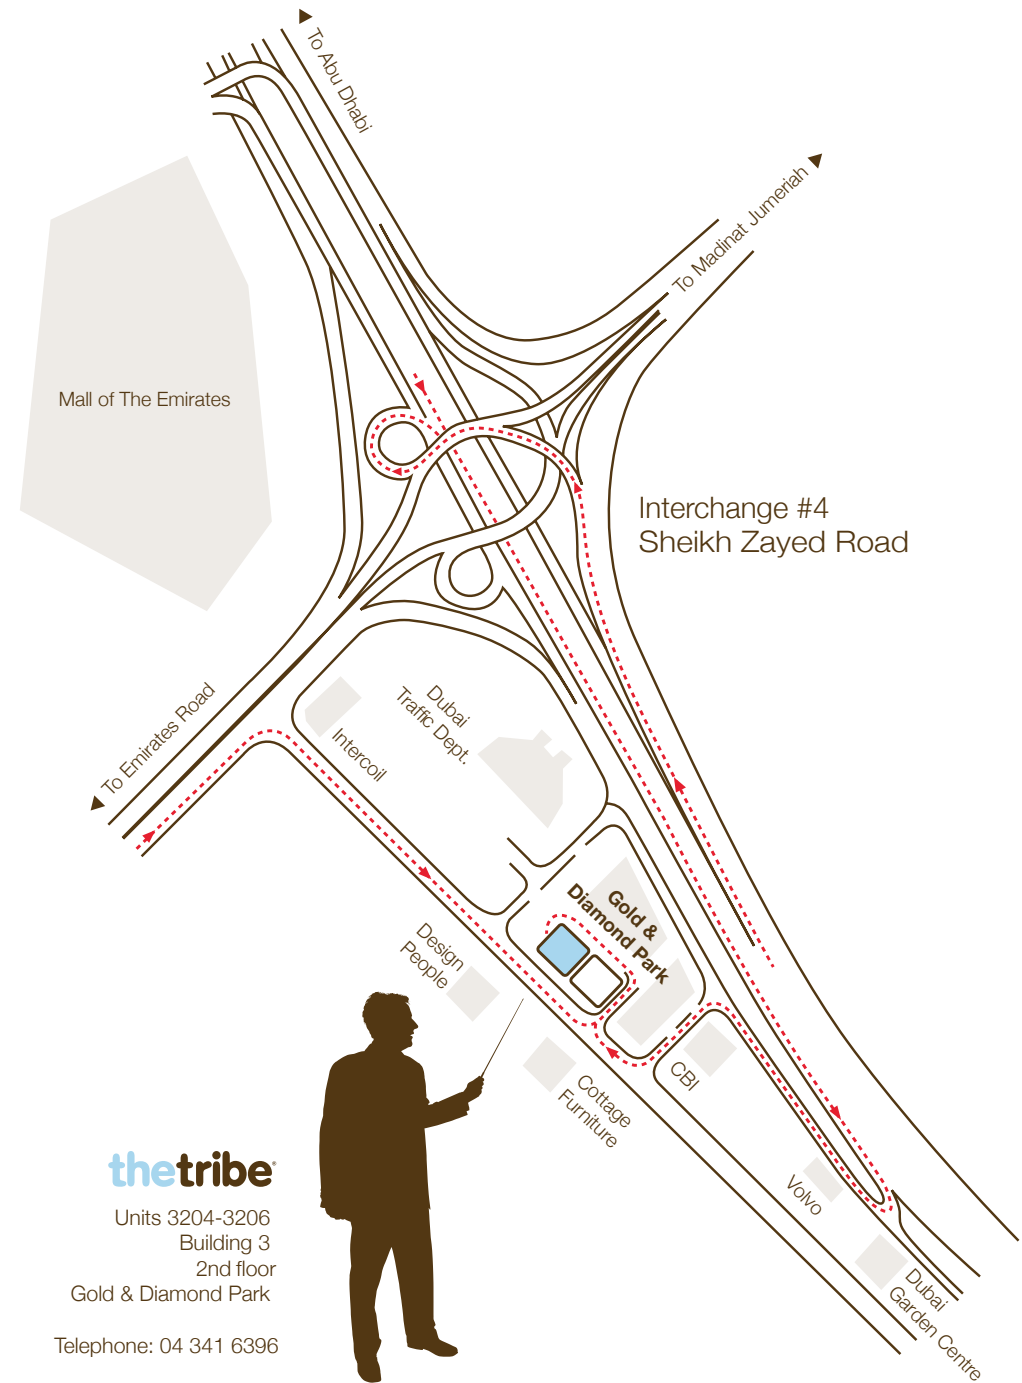 To Abu Dhabi
To Madinat Jumeriah
Mall of The Emirates
Interchange #4
Sheikh Zayed Road
To Emirates Road
Intercoil
Dubai
Traffic Dept.
Gold &
Diamond Park
Design
People
Cottage
Furniture
CBI
Volvo
Dubai
Garden Centre
thetribe
Units 3204-3206
Building 3
2nd floor
Gold & Diamond Park
Telephone: 04 341 6396